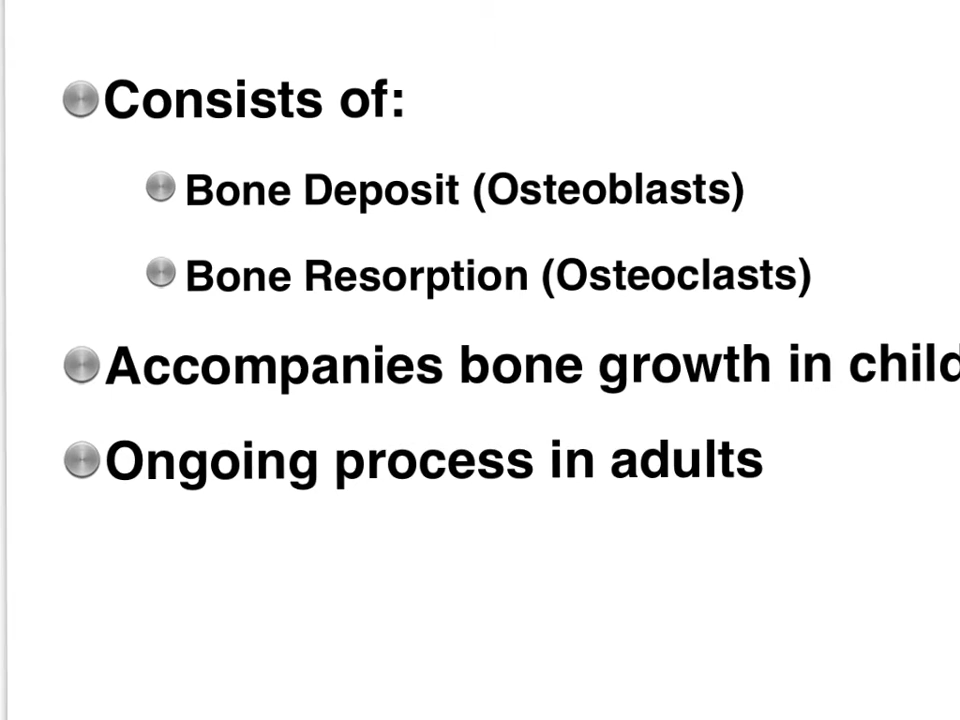 Consists of:
Bone Deposit (Osteoblasts)
Bone Resorption (Osteoclasts)
Accompanies bone growth in child
Ongoing process in adults